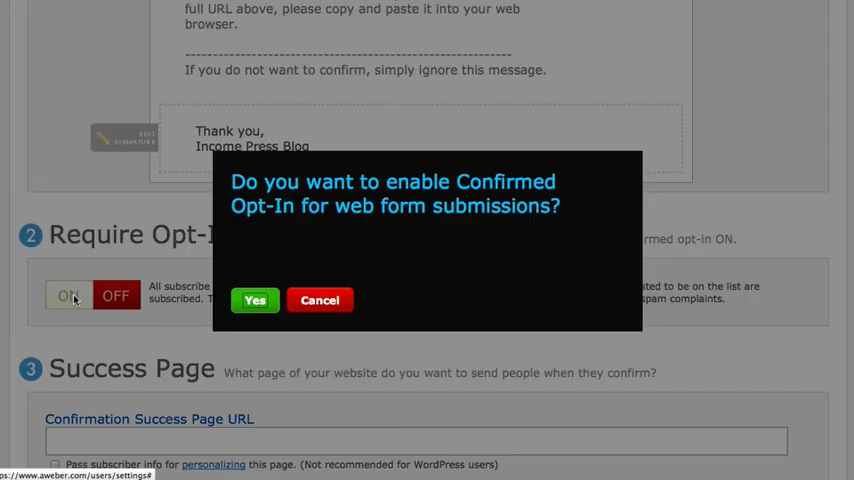 full URL above, please copy and paste it into your web
browser.
------------------------------------------------------------
If you do not want to confirm, simply ignore this message.
EDIT
SIGNATURE
Thank you,
Income Press Blog
Do you want to enable Confirmed
Opt-In for web form submissions?
Yes
Cancel
2 Require Opt-I
rmed opt-in ON.
ON OFF
All subscribe
sted to be on the list are
subscribed. T
spam complaints.
3 Success Page What page of your website do you want to send people when they confirm?
Confirmation Success Page URL
Pass subscriber info for personalizing this page. (Not recommended for WordPress users)
ps://www.aweber.com/users/settings#